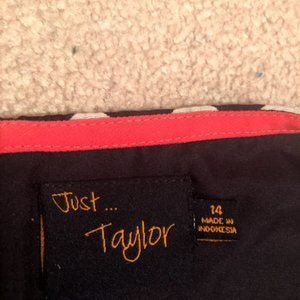 Just...
Taylor
14
MADE IN
INDONESIA